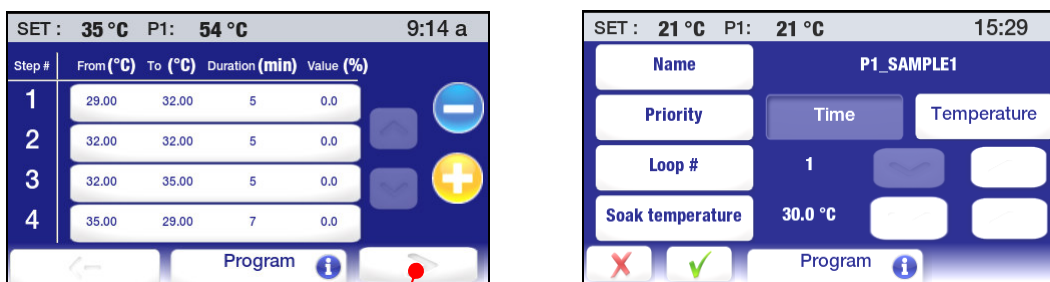 SET : 35 °C P1: 54 °C 9:14 a
Step # From (°C) To (°C) Duration (min) Value (%)
1 29.00 32.00 5 0.0
2 32.00 32.00 5 0.0
3 32.00 35.00 5 0.0
4 35.00 29.00 7 0.0
Program i
SET : 21 °C P1: 21 °C 15:29
Name P1_SAMPLE1
Priority Time Temperature
Loop # 1
Soak temperature 30.0 °C
Program i